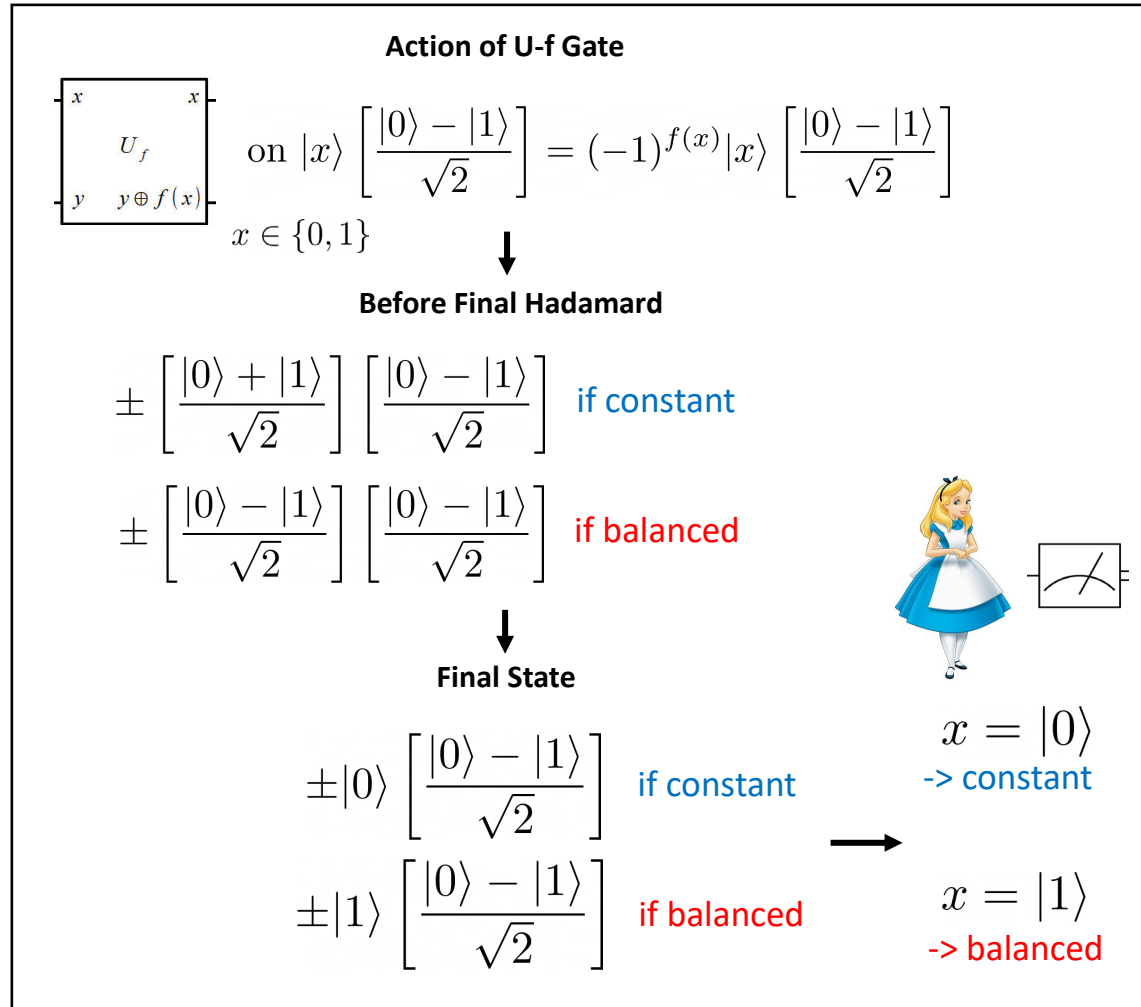 Action of U-f Gate
x x
U_f
y y ⊕ f(x)
on |x⟩ [ (|0⟩ − |1⟩) / √2 ] = (−1)^{f(x)} |x⟩ [ (|0⟩ − |1⟩) / √2 ]
x ∈ {0, 1}
Before Final Hadamard
± [ (|0⟩ + |1⟩) / √2 ] [ (|0⟩ − |1⟩) / √2 ] if constant
± [ (|0⟩ − |1⟩) / √2 ] [ (|0⟩ − |1⟩) / √2 ] if balanced
Final State
±|0⟩ [ (|0⟩ − |1⟩) / √2 ] if constant
±|1⟩ [ (|0⟩ − |1⟩) / √2 ] if balanced
x = |0⟩
-> constant
x = |1⟩
-> balanced